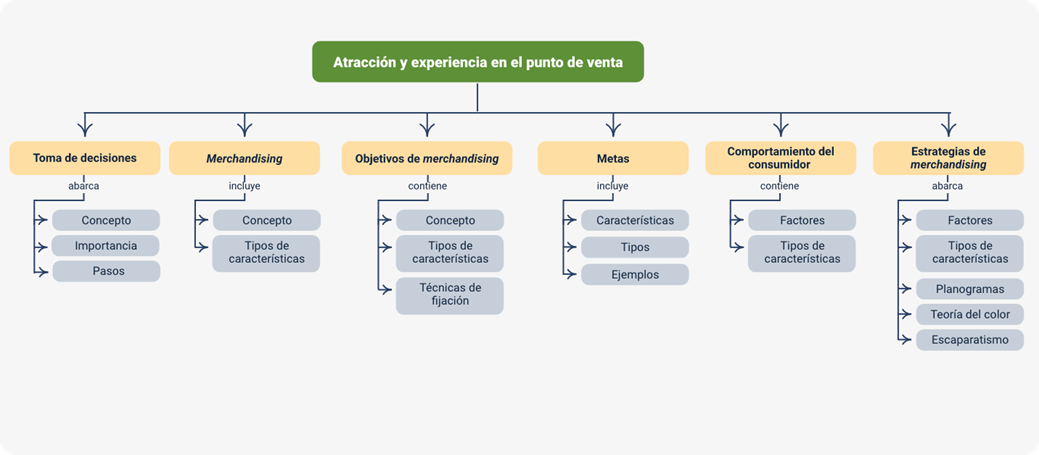 Atracción y experiencia en el punto de venta
Toma de decisiones
abarca
Concepto
Importancia
Pasos
Merchandising
incluye
Concepto
Tipos de
características
Objetivos de merchandising
contiene
Concepto
Tipos de
características
Técnicas de
fijación
Metas
incluye
Características
Tipos
Ejemplos
Comportamiento del
consumidor
contiene
Factores
Tipos de
características
Estrategias de
merchandising
abarca
Factores
Tipos de
características
Planogramas
Teoría del color
Escaparatismo